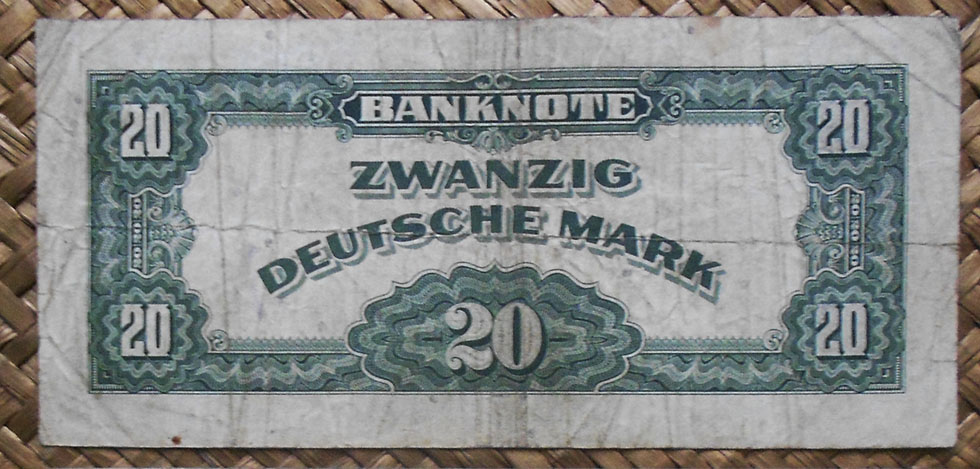 BANKNOTE
20 20
ZWANZIG
DEUTSCHE MARK
20 20 20